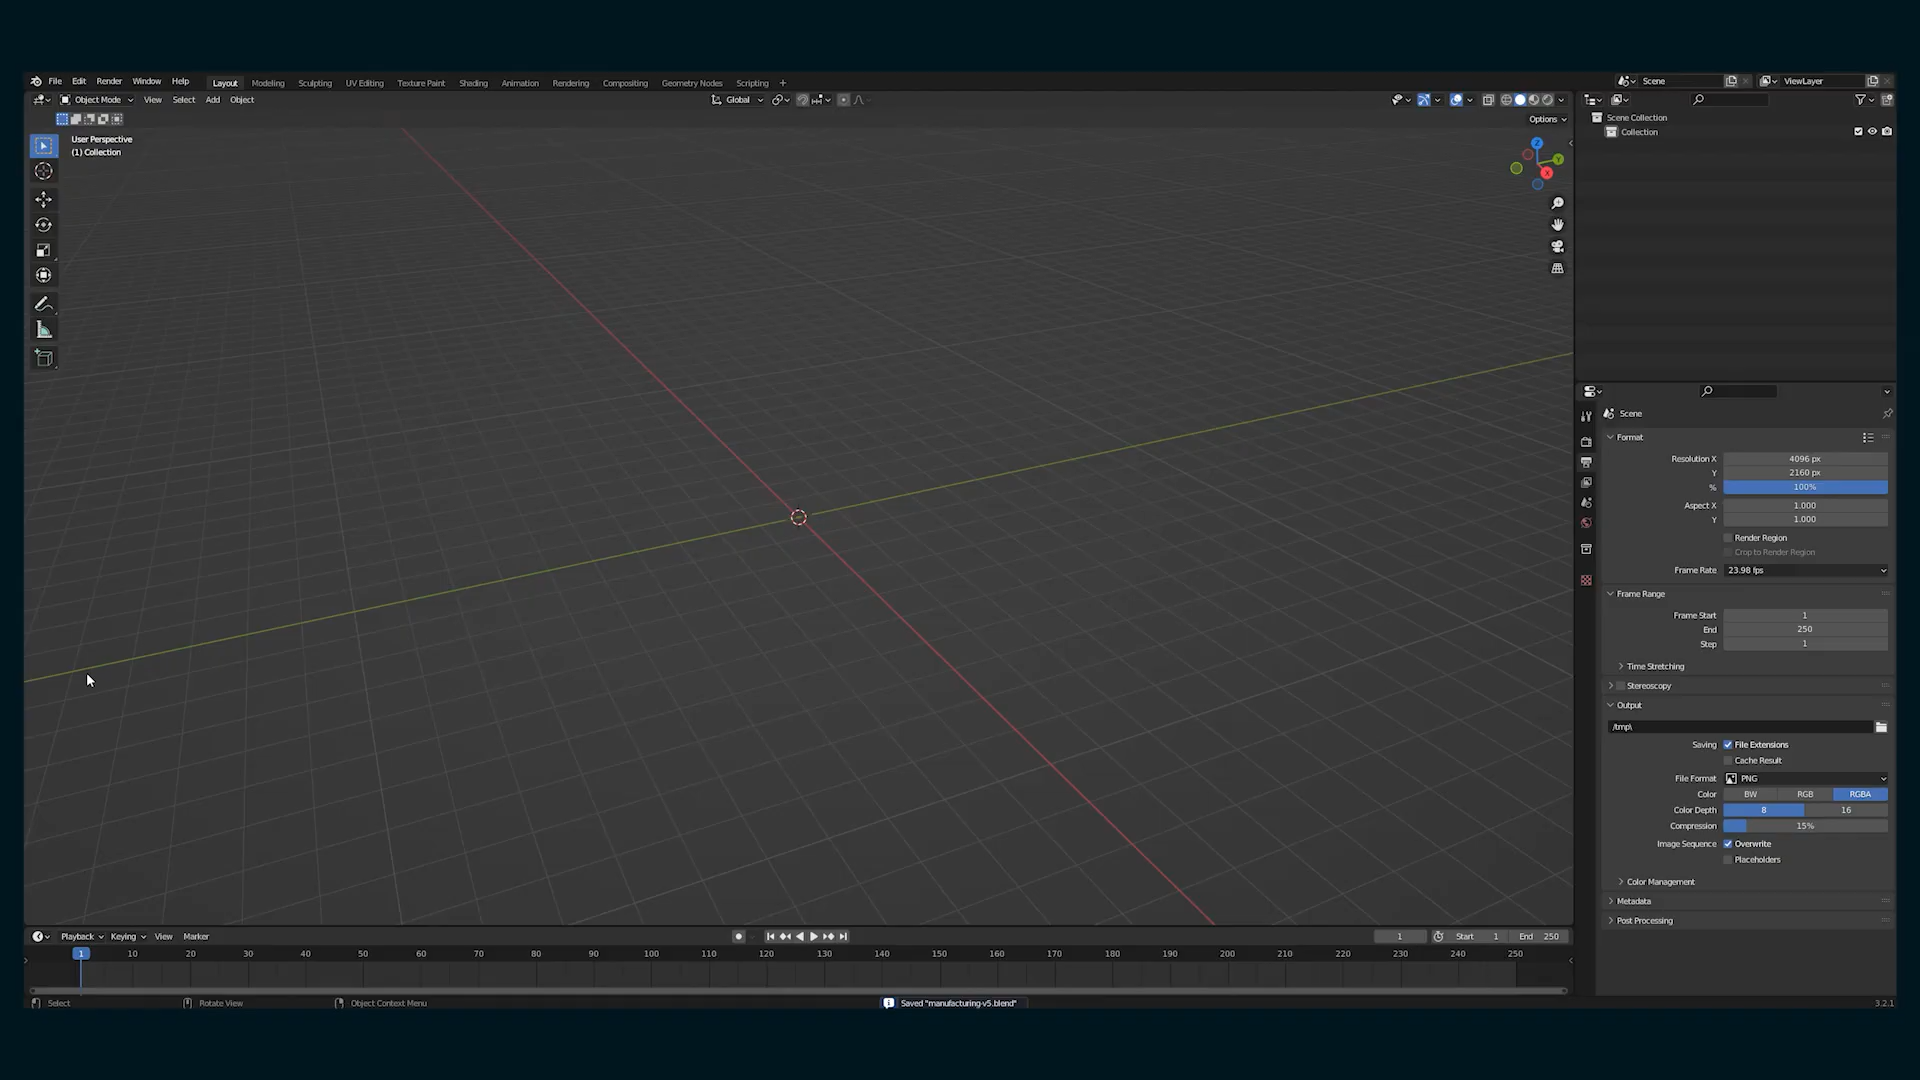 File Edit Render Window Help Layout Modeling Sculpting UV Editing Texture Paint Shading Animation Rendering Compositing Geometry Nodes Scripting + Scene ViewLayer
Object Mode View Select Add Object Global
Options
User Perspective
(1) Collection
Z
Y
X
Scene Collection
Collection
Scene
Format
Resolution X 4096 px
Y 2160 px
% 100%
Aspect X 1.000
Y 1.000
Render Region
Crop to Render Region
Frame Rate 23.98 fps
Frame Range
Frame Start 1
End 250
Step 1
Time Stretching
Stereoscopy
Output
/tmp\
Saving File Extensions
Cache Result
File Format PNG
Color BW RGB RGBA
Color Depth 8 16
Compression 15%
Image Sequence Overwrite
Placeholders
Color Management
Metadata
Post Processing
Playback Keying View Marker 1 Start 1 End 250
1 10 20 30 40 50 60 70 80 90 100 110 120 130 140 150 160 170 180 190 200 210 220 230 240 250
Select Rotate View Object Context Menu Saved "manufacturing-v5.blend" 3.2.1